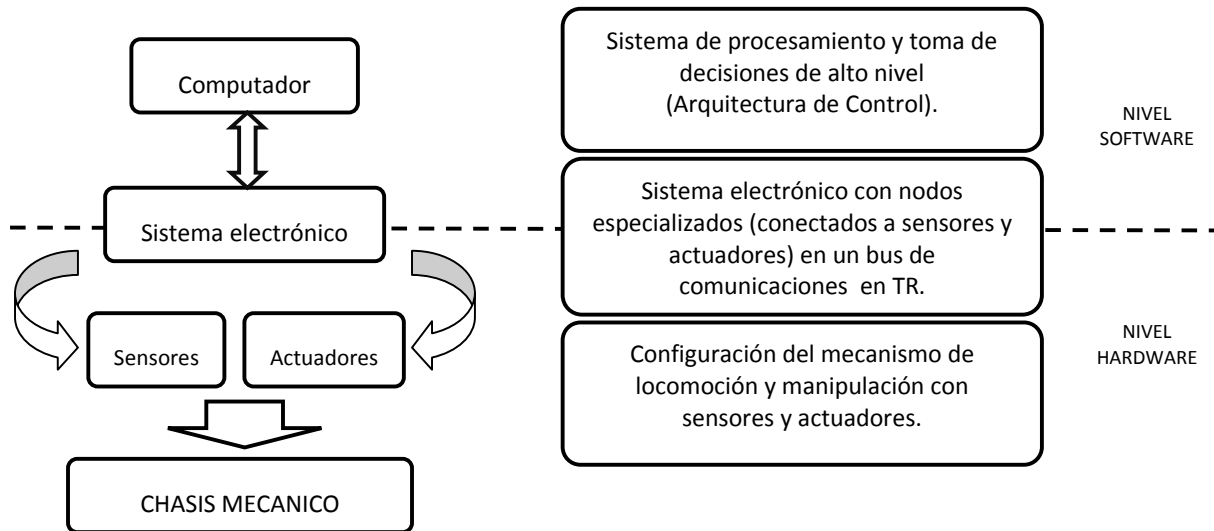 Computador
Sistema electrónico
Sensores
Actuadores
CHASIS MECANICO
Sistema de procesamiento y toma de
decisiones de alto nivel
(Arquitectura de Control).
Sistema electrónico con nodos
especializados (conectados a sensores y
actuadores) en un bus de
comunicaciones en TR.
Configuración del mecanismo de
locomoción y manipulación con
sensores y actuadores.
NIVEL
SOFTWARE
NIVEL
HARDWARE